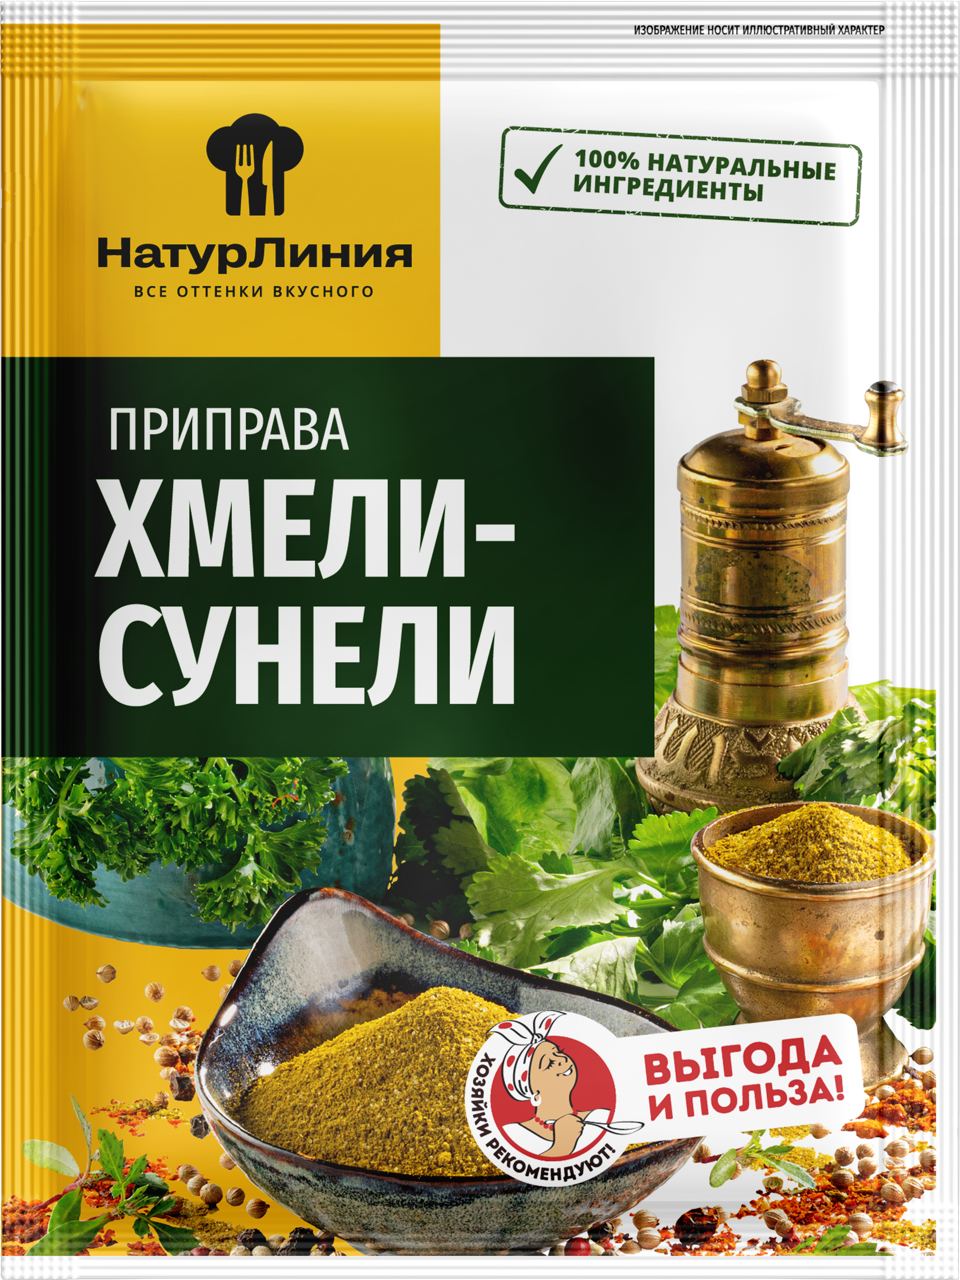 ИЗОБРАЖЕНИЕ НОСИТ ИЛЛЮСТРАТИВНЫЙ ХАРАКТЕР
100% НАТУРАЛЬНЫЕ
ИНГРЕДИЕНТЫ
НатурЛиния
ВСЕ ОТТЕНКИ ВКУСНОГО
ПРИПРАВА
ХМЕЛИ-
СУНЕЛИ
ВЫГОДА
И ПОЛЬЗА!
ХОЗЯЙКИ РЕКОМЕНДУЮТ!